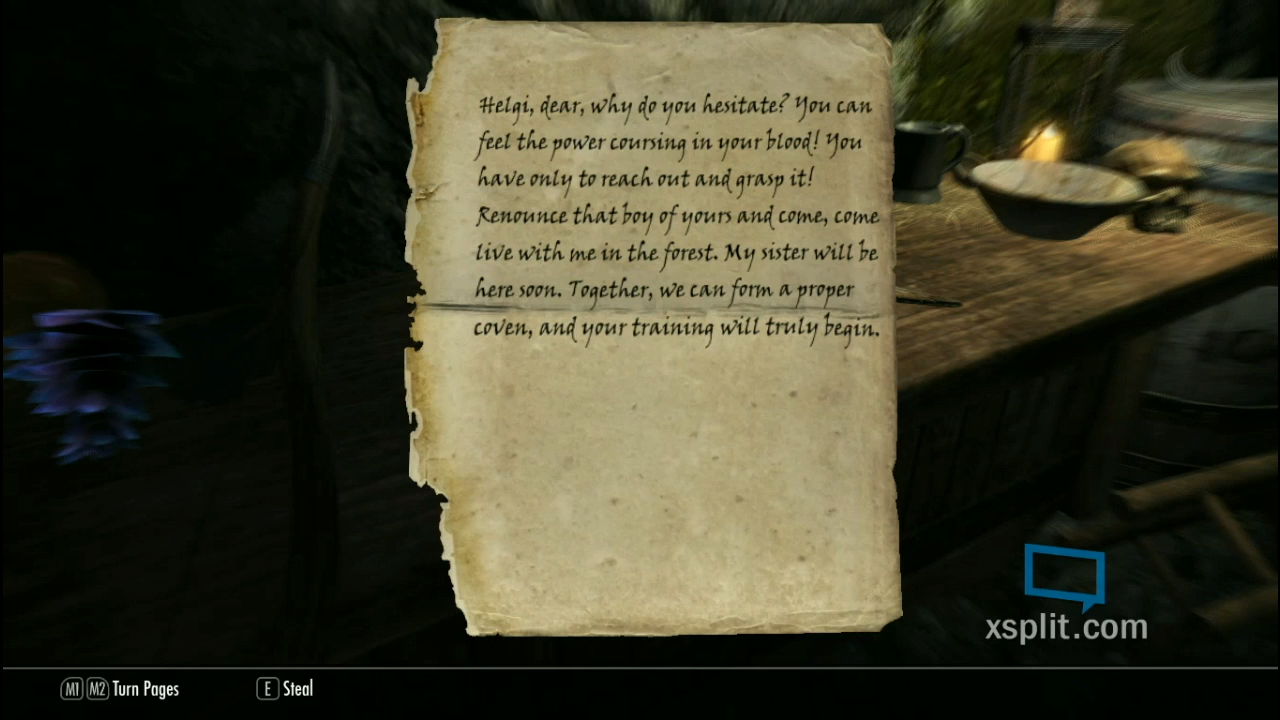 Helgi, dear, why do you hesitate? You can
feel the power coursing in your blood! You
have only to reach out and grasp it!
Renounce that boy of yours and come, come
live with me in the forest. My sister will be
here soon. Together, we can form a proper
coven, and your training will truly begin.
xsplit.com
M1 M2 Turn Pages
E Steal